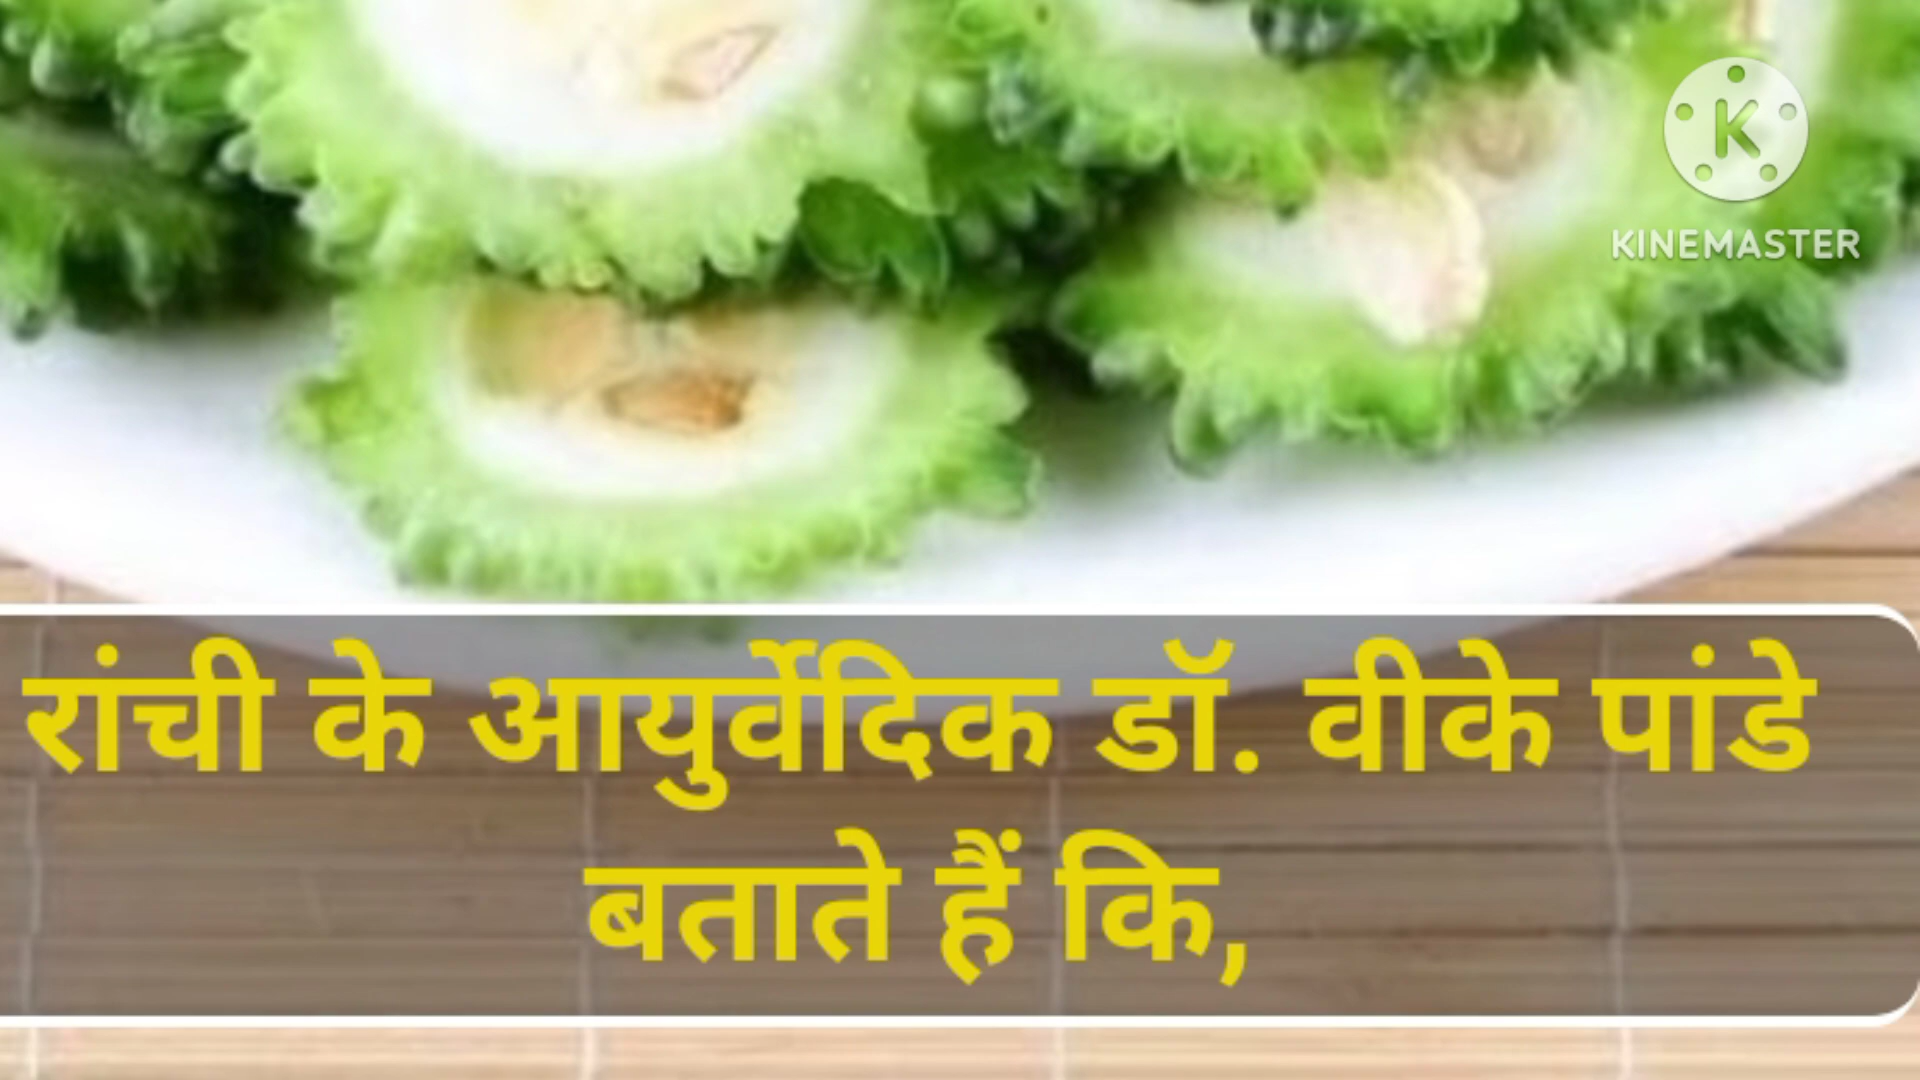 KINEMASTER
रांची के आयुर्वेदिक डॉ. वीके पांडे
बताते हैं कि,